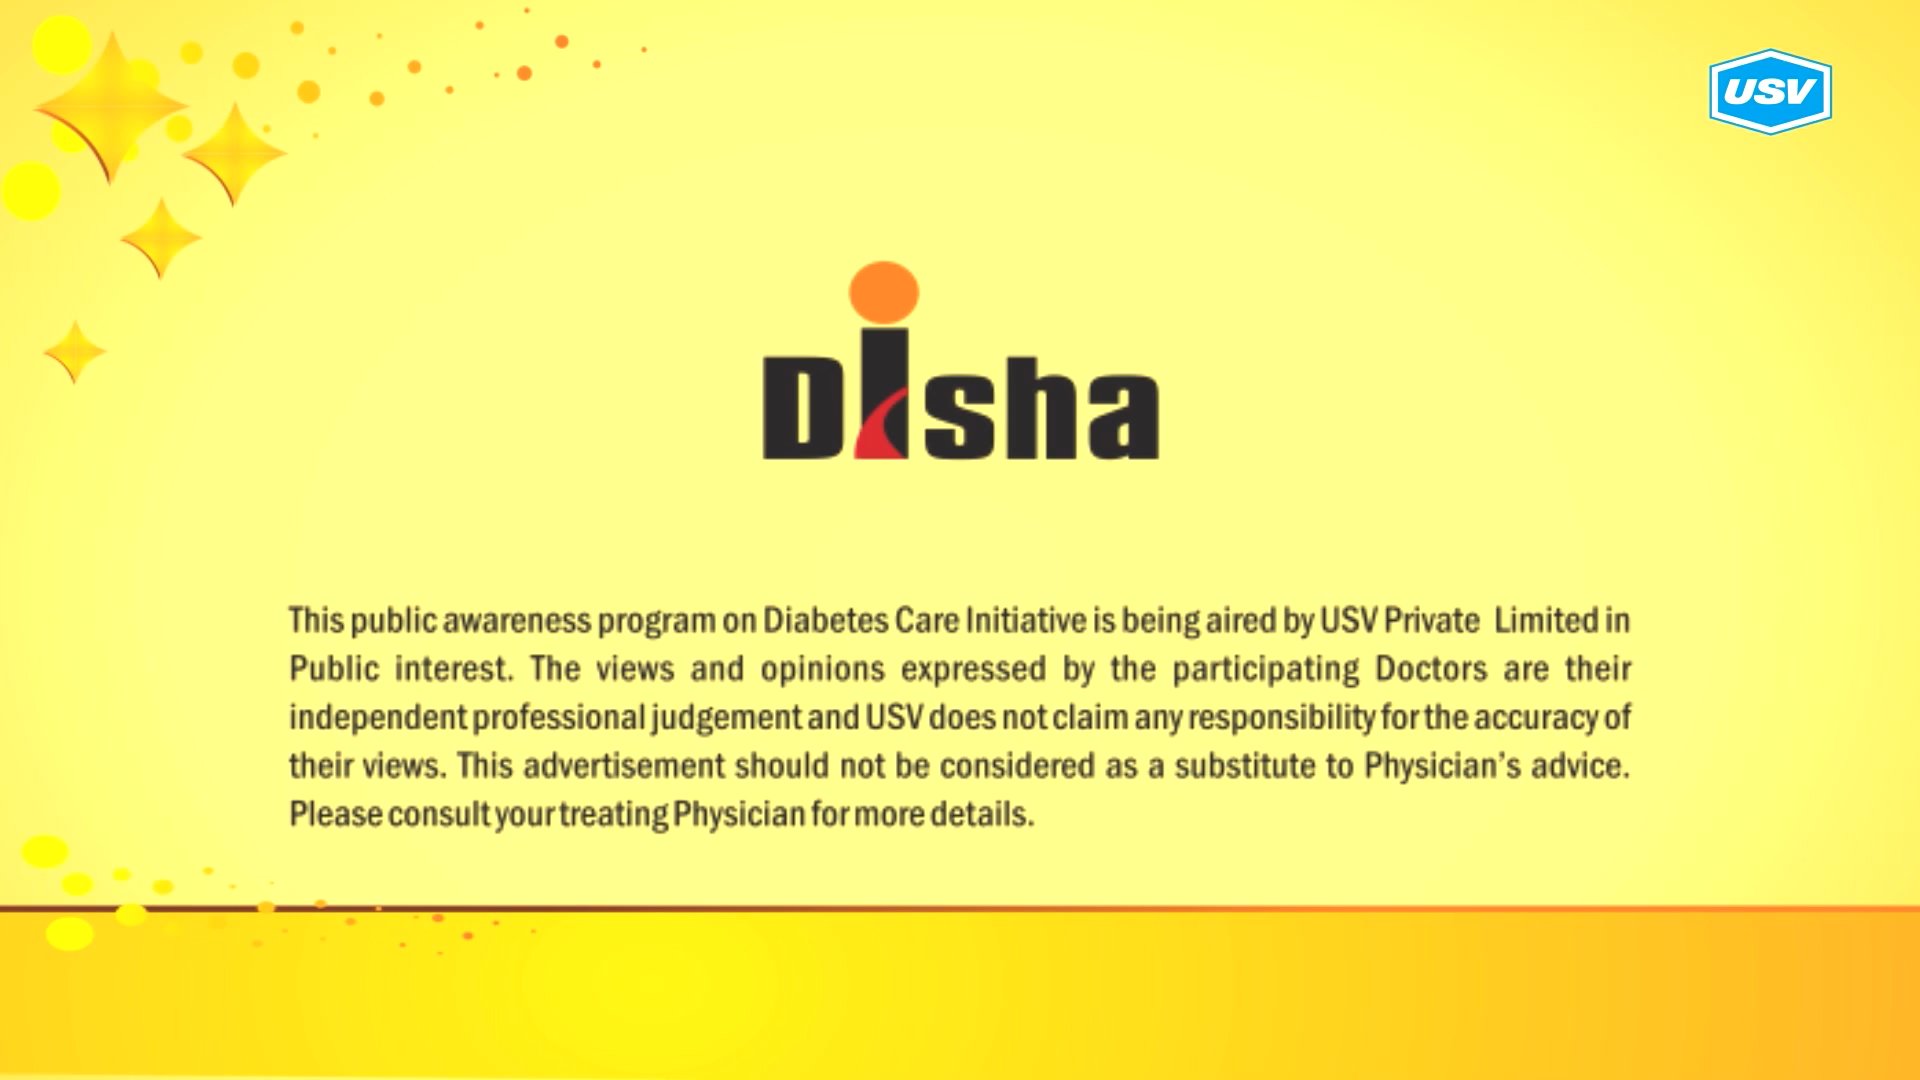 USV
Disha
This public awareness program on Diabetes Care Initiative is being aired by USV Private Limited in
Public interest. The views and opinions expressed by the participating Doctors are their
independent professional judgement and USV does not claim any responsibility for the accuracy of
their views. This advertisement should not be considered as a substitute to Physician’s advice.
Please consult your treating Physician for more details.